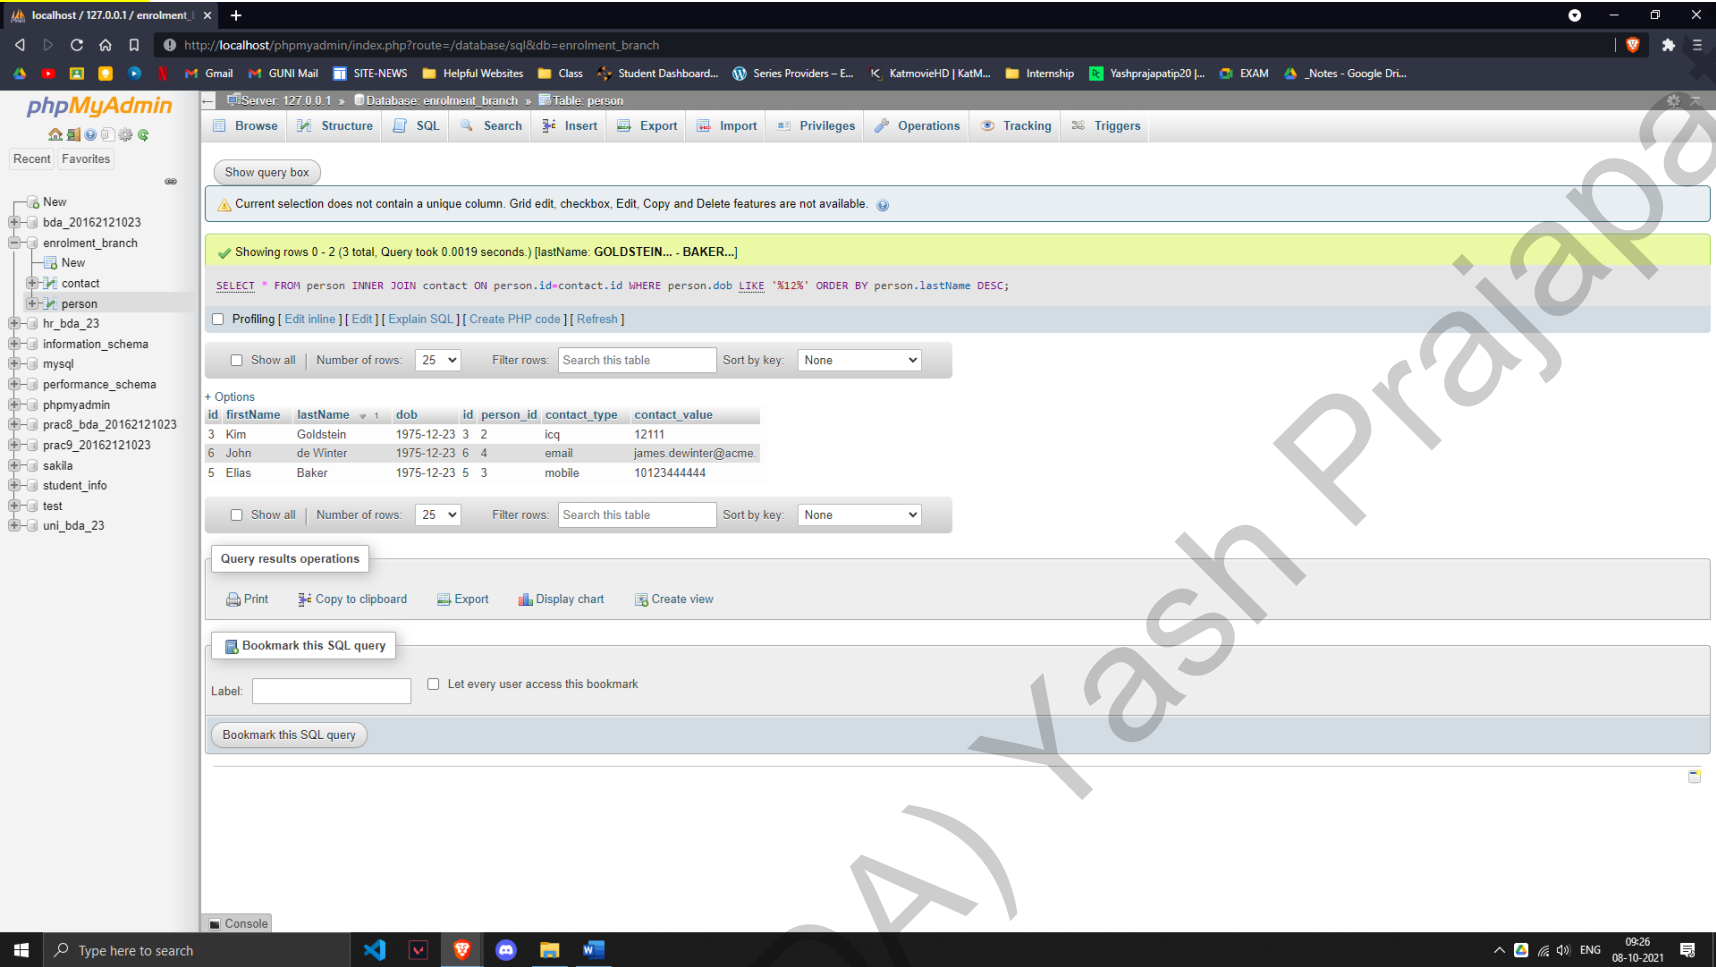 localhost / 127.0.0.1 / enrolment_
http://localhost/phpmyadmin/index.php?route=/database/sql&db=enrolment_branch
Gmail GUNI Mail SITE-NEWS Helpful Websites Class Student Dashboard... Series Providers – E... KatmovieHD | KatM... Internship Yashprajapatip20 |... EXAM _Notes - Google Dri...
phpMyAdmin
Recent Favorites
New
bda_20162121023
enrolment_branch
New
contact
person
hr_bda_23
information_schema
mysql
performance_schema
phpmyadmin
prac8_bda_20162121023
prac9_20162121023
sakila
student_info
test
uni_bda_23
Server: 127.0.0.1 » Database: enrolment_branch » Table: person
Browse Structure SQL Search Insert Export Import Privileges Operations Tracking Triggers
Show query box
Current selection does not contain a unique column. Grid edit, checkbox, Edit, Copy and Delete features are not available.
Showing rows 0 - 2 (3 total, Query took 0.0019 seconds.) [lastName: GOLDSTEIN... - BAKER...]
SELECT * FROM person INNER JOIN contact ON person.id=contact.id WHERE person.dob LIKE '%12%' ORDER BY person.lastName DESC;
Profiling [ Edit inline ] [ Edit ] [ Explain SQL ] [ Create PHP code ] [ Refresh ]
Show all | Number of rows: 25 Filter rows: Search this table Sort by key: None
+ Options
id firstName lastName 1 dob id person_id contact_type contact_value
3 Kim Goldstein 1975-12-23 3 2 icq 12111
6 John de Winter 1975-12-23 6 4 email james.dewinter@acme.
5 Elias Baker 1975-12-23 5 3 mobile 10123444444
Show all | Number of rows: 25 Filter rows: Search this table Sort by key: None
Query results operations
Print Copy to clipboard Export Display chart Create view
Bookmark this SQL query
Label: Let every user access this bookmark
Bookmark this SQL query
Console
DA) Yash Prajapa
Type here to search
ENG 09:26
08-10-2021